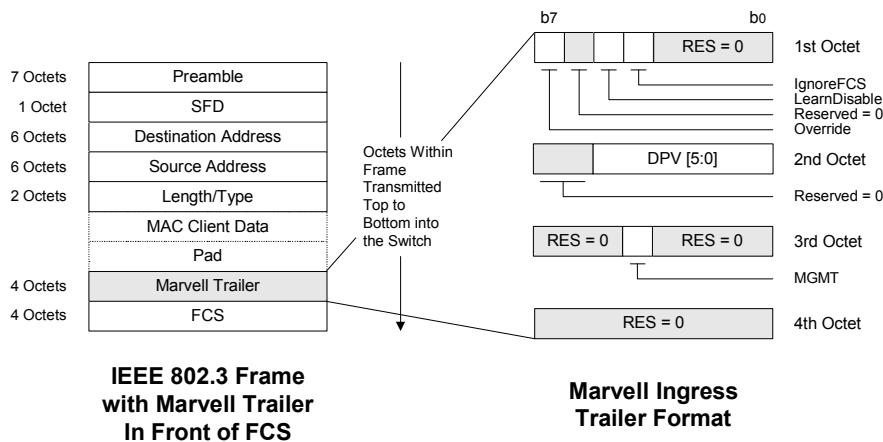 7 Octets
Preamble
1 Octet
SFD
6 Octets
Destination Address
6 Octets
Source Address
2 Octets
Length/Type
MAC Client Data
Pad
4 Octets
Marvell Trailer
4 Octets
FCS
Octets Within
Frame
Transmitted
Top to
Bottom into
the Switch
IEEE 802.3 Frame
with Marvell Trailer
In Front of FCS
b7
b0
RES = 0
1st Octet
IgnoreFCS
LearnDisable
Reserved = 0
Override
DPV [5:0]
2nd Octet
Reserved = 0
RES = 0
RES = 0
3rd Octet
MGMT
RES = 0
4th Octet
Marvell Ingress
Trailer Format